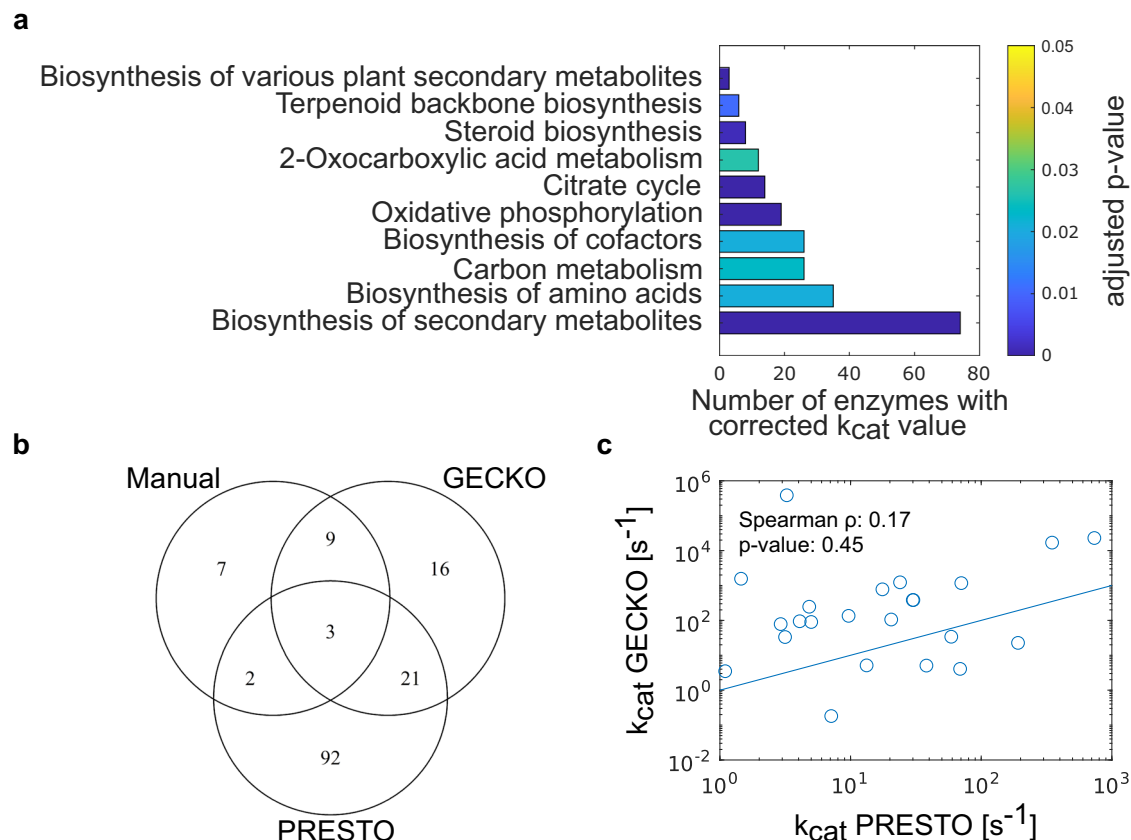 a
Biosynthesis of various plant secondary metabolites
Terpenoid backbone biosynthesis
Steroid biosynthesis
2-Oxocarboxylic acid metabolism
Citrate cycle
Oxidative phosphorylation
Biosynthesis of cofactors
Carbon metabolism
Biosynthesis of amino acids
Biosynthesis of secondary metabolites
0 20 40 60 80
Number of enzymes with
corrected kcat value
0.05
0.04
0.03
0.02
0.01
0
adjusted p-value
b
Manual
GECKO
9
7
16
3
2
21
92
PRESTO
c
10^6
10^4
10^2
10^0
10^-2
kcat GECKO [s^-1]
Spearman ρ: 0.17
p-value: 0.45
10^0 10^1 10^2 10^3
kcat PRESTO [s^-1]